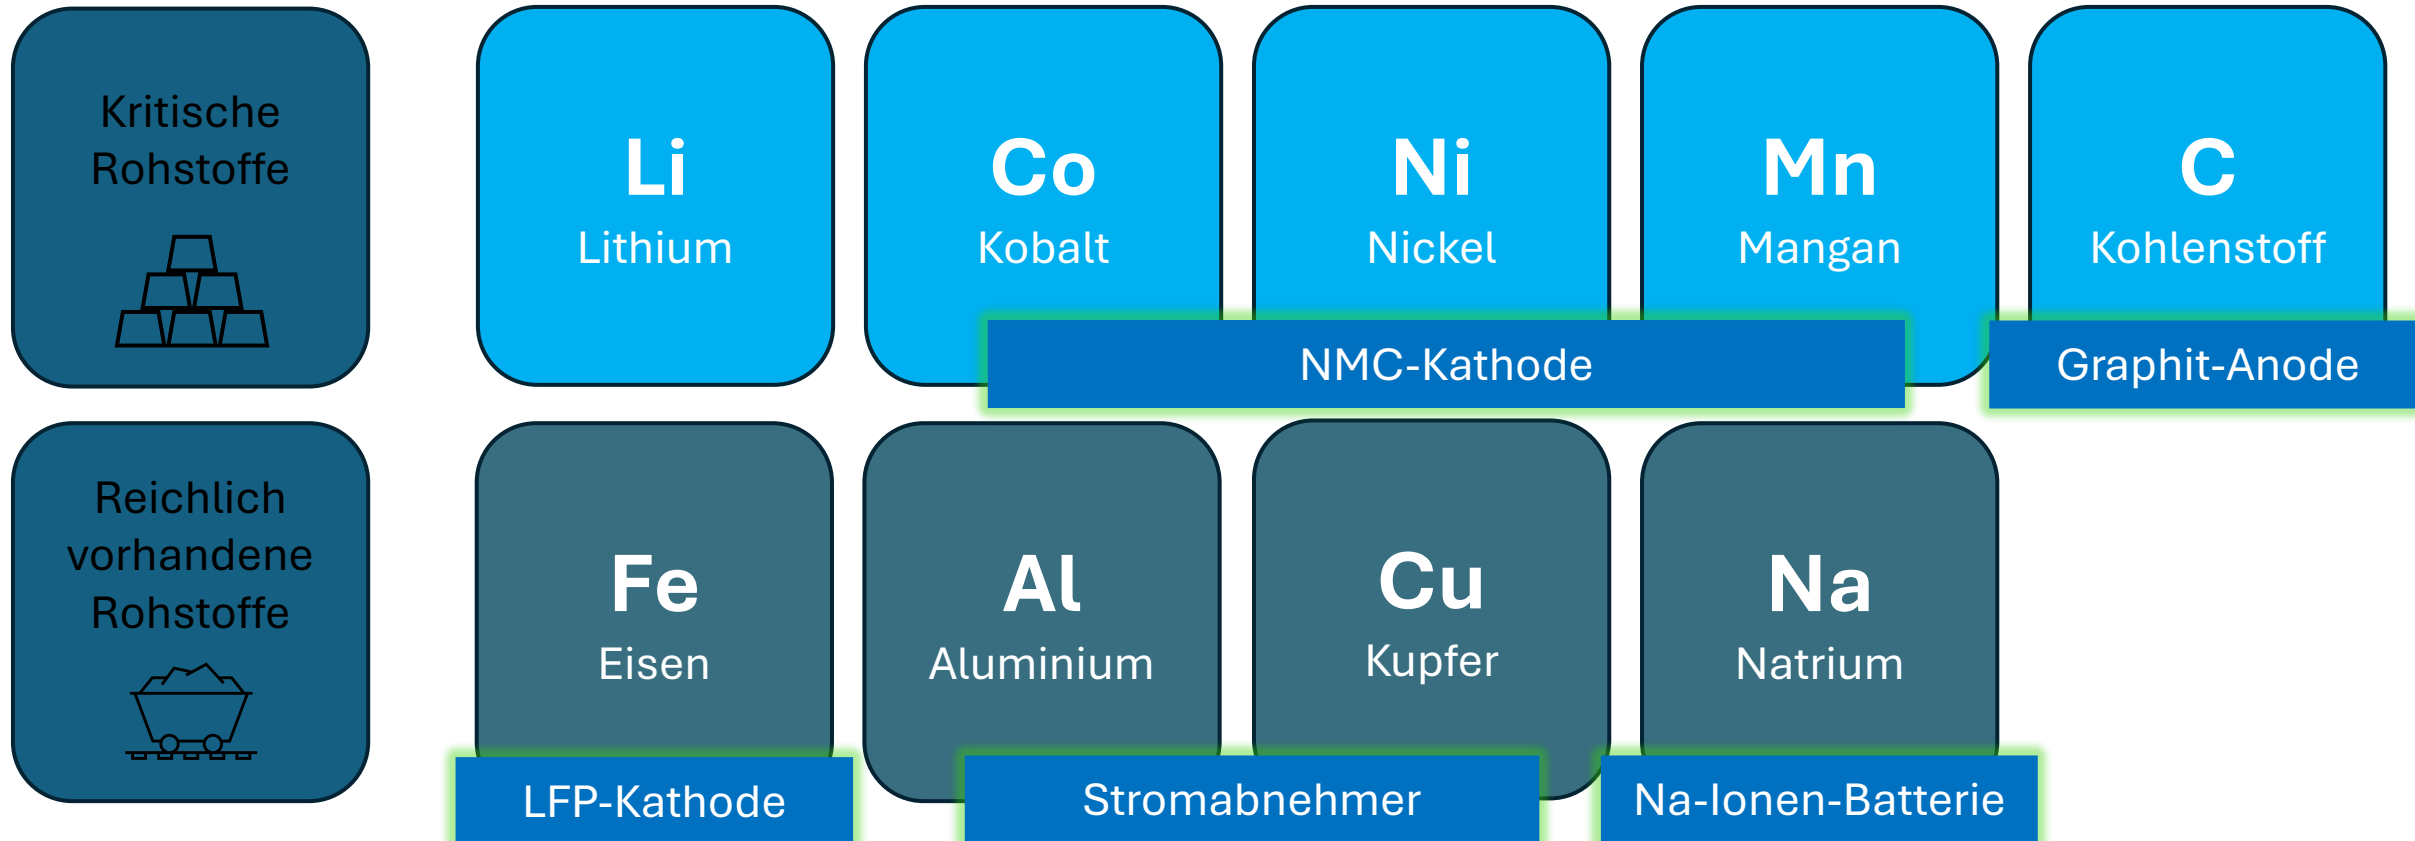 Kritische
Rohstoffe
Li
Lithium
Co
Kobalt
Ni
Nickel
Mn
Mangan
C
Kohlenstoff
NMC-Kathode
Graphit-Anode
Reichlich
vorhandene
Rohstoffe
Fe
Eisen
Al
Aluminium
Cu
Kupfer
Na
Natrium
LFP-Kathode
Stromabnehmer
Na-Ionen-Batterie